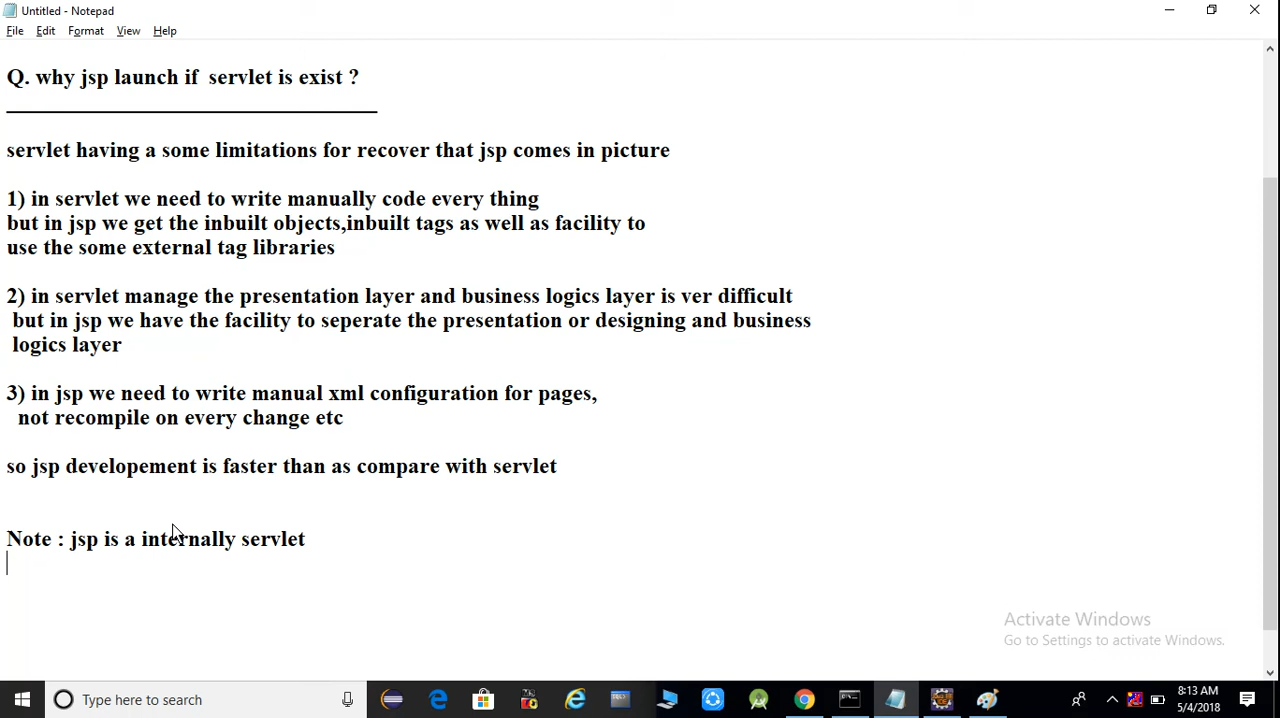 Untitled - Notepad
File Edit Format View Help
Q. why jsp launch if  servlet is exist ?
servlet having a some limitations for recover that jsp comes in picture
1) in servlet we need to write manually code every thing
but in jsp we get the inbuilt objects,inbuilt tags as well as facility to
use the some external tag libraries
2) in servlet manage the presentation layer and business logics layer is ver difficult
but in jsp we have the facility to seperate the presentation or designing and business
logics layer
3) in jsp we need to write manual xml configuration for pages,
not recompile on every change etc
so jsp developement is faster than as compare with servlet
Note : jsp is a internally servlet
Activate Windows
Go to Settings to activate Windows.
Type here to search
8:13 AM
5/4/2018